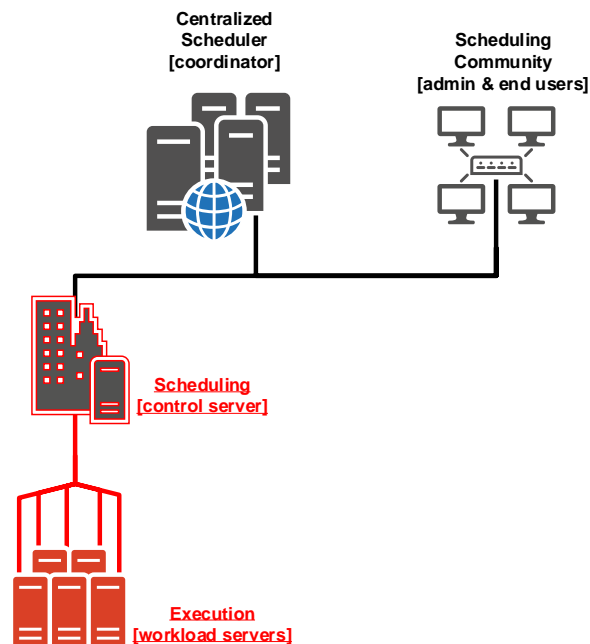 Centralized
Scheduler
[coordinator]
Scheduling
Community
[admin & end users]
Scheduling
[control server]
Execution
[workload servers]